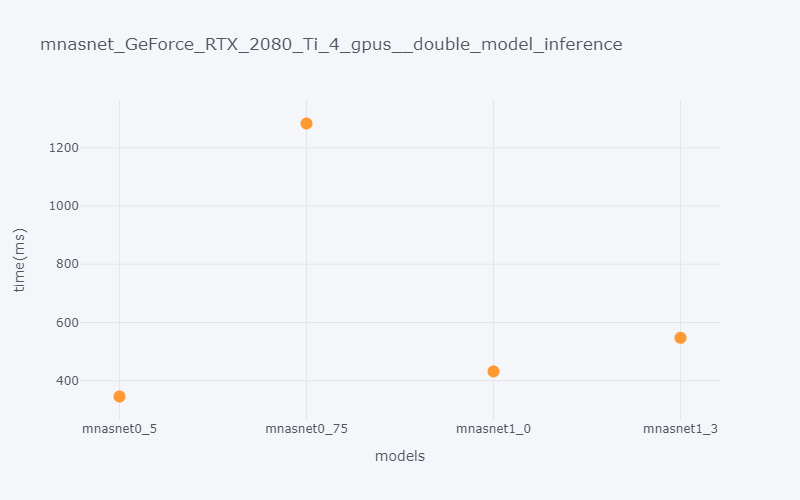 mnasnet_GeForce_RTX_2080_Ti_4_gpus__double_model_inference
time(ms)
1200
1000
800
600
400
mnasnet0_5 mnasnet0_75 mnasnet1_0 mnasnet1_3
models